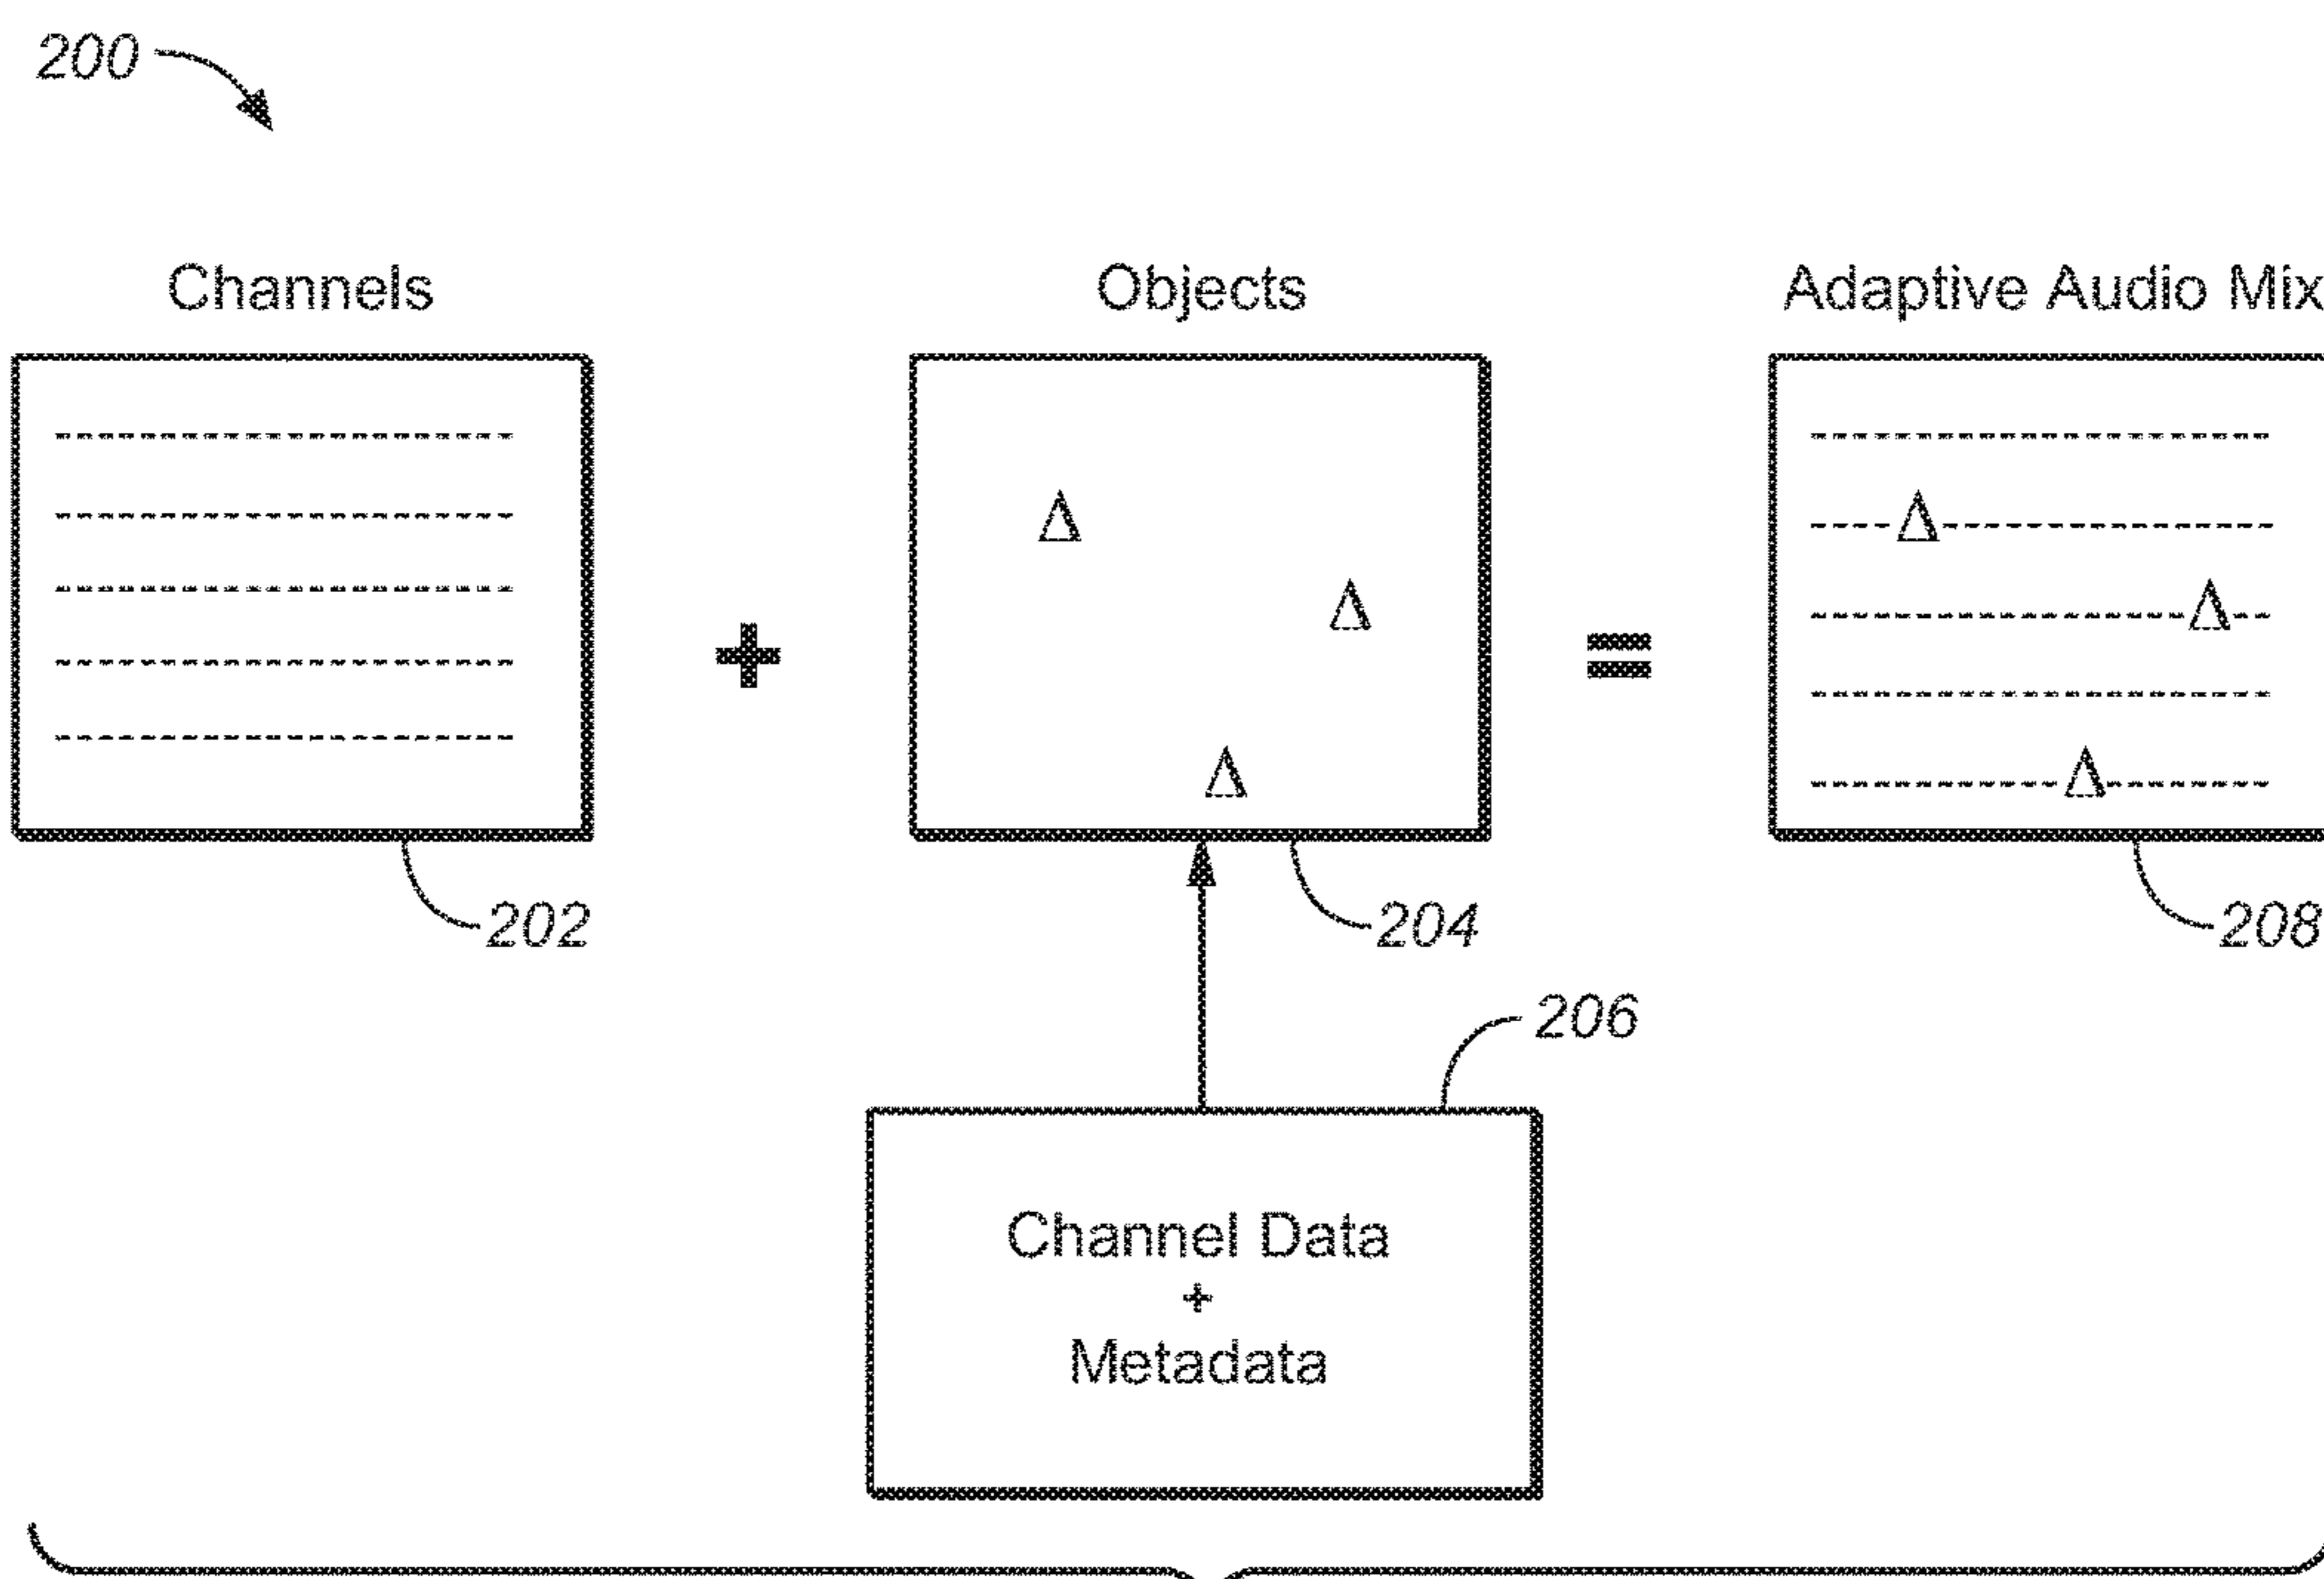 200
Channels Objects Adaptive Audio Mix
+ =
202 204 208
206
Channel Data
+
Metadata